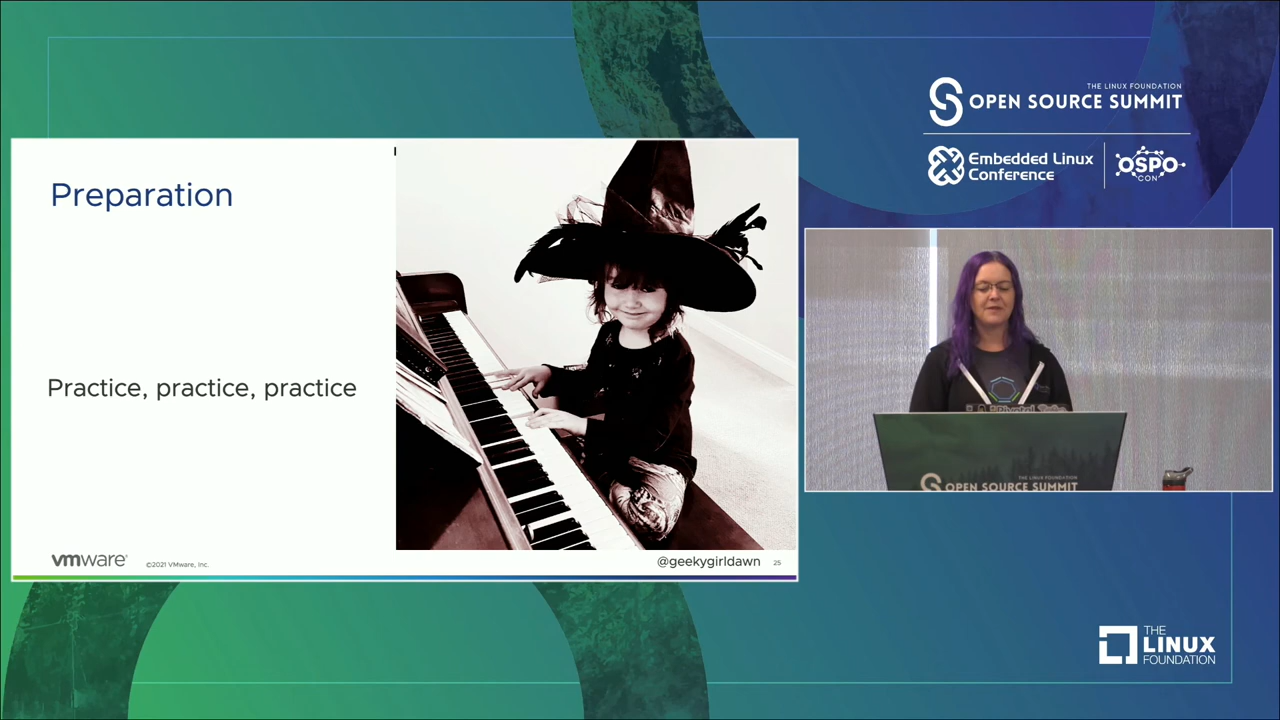 THE LINUX FOUNDATION
OPEN SOURCE SUMMIT
Embedded Linux
Conference
OSPO
CON
Preparation
Practice, practice, practice
vmware®
©2021 VMware, Inc.
@geekygirldawn
25
THE LINUX FOUNDATION
OPEN SOURCE SUMMIT
THE
LINUX
FOUNDATION